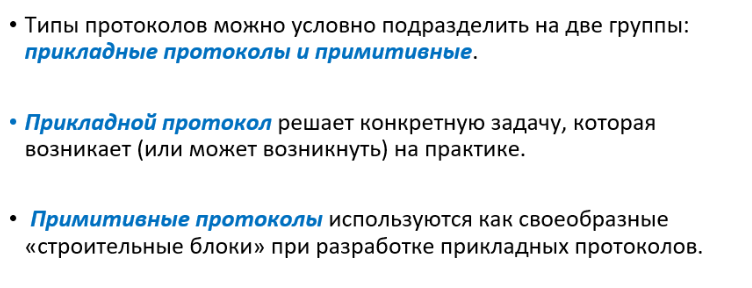 • Типы протоколов можно условно подразделить на две группы:
прикладные протоколы и примитивные.
• Прикладной протокол решает конкретную задачу, которая
возникает (или может возникнуть) на практике.
• Примитивные протоколы используются как своеобразные
«строительные блоки» при разработке прикладных протоколов.